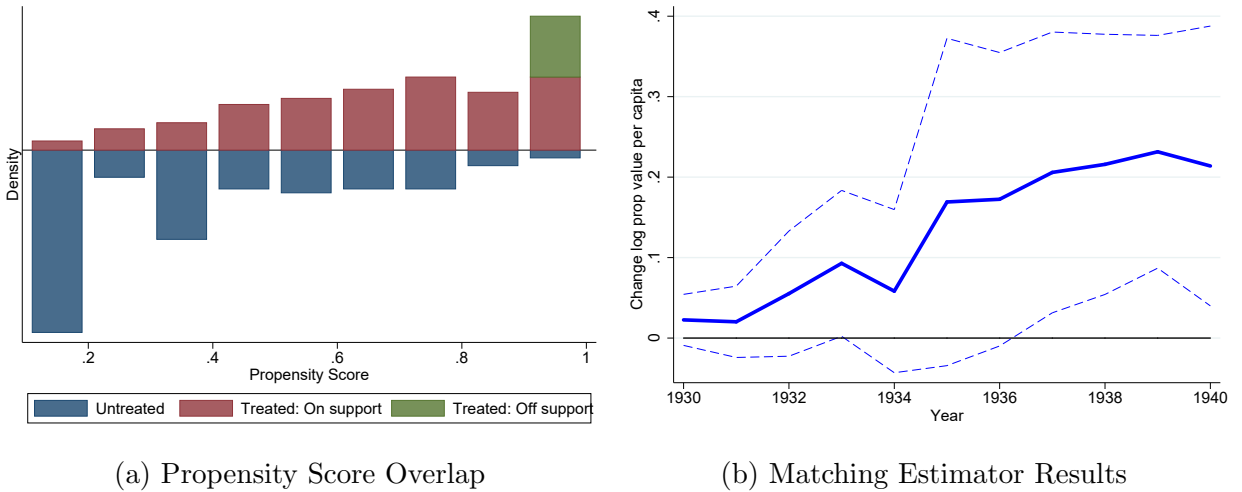 Density
.2 .4 .6 .8 1
Propensity Score
Untreated Treated: On support Treated: Off support
(a) Propensity Score Overlap
Change log prop value per capita
.4
.3
.2
.1
0
1930 1932 1934 1936 1938 1940
Year
(b) Matching Estimator Results